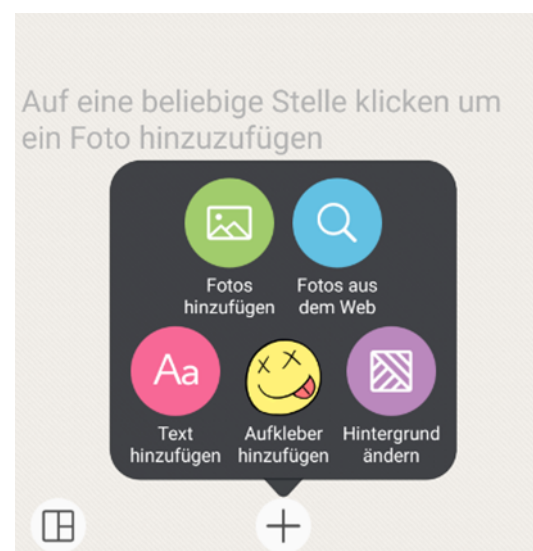 Auf eine beliebige Stelle klicken um
ein Foto hinzuzufügen
Fotos
hinzufügen
Fotos aus
dem Web
Aa
Text
hinzufügen
Aufkleber
hinzufügen
Hintergrund
ändern